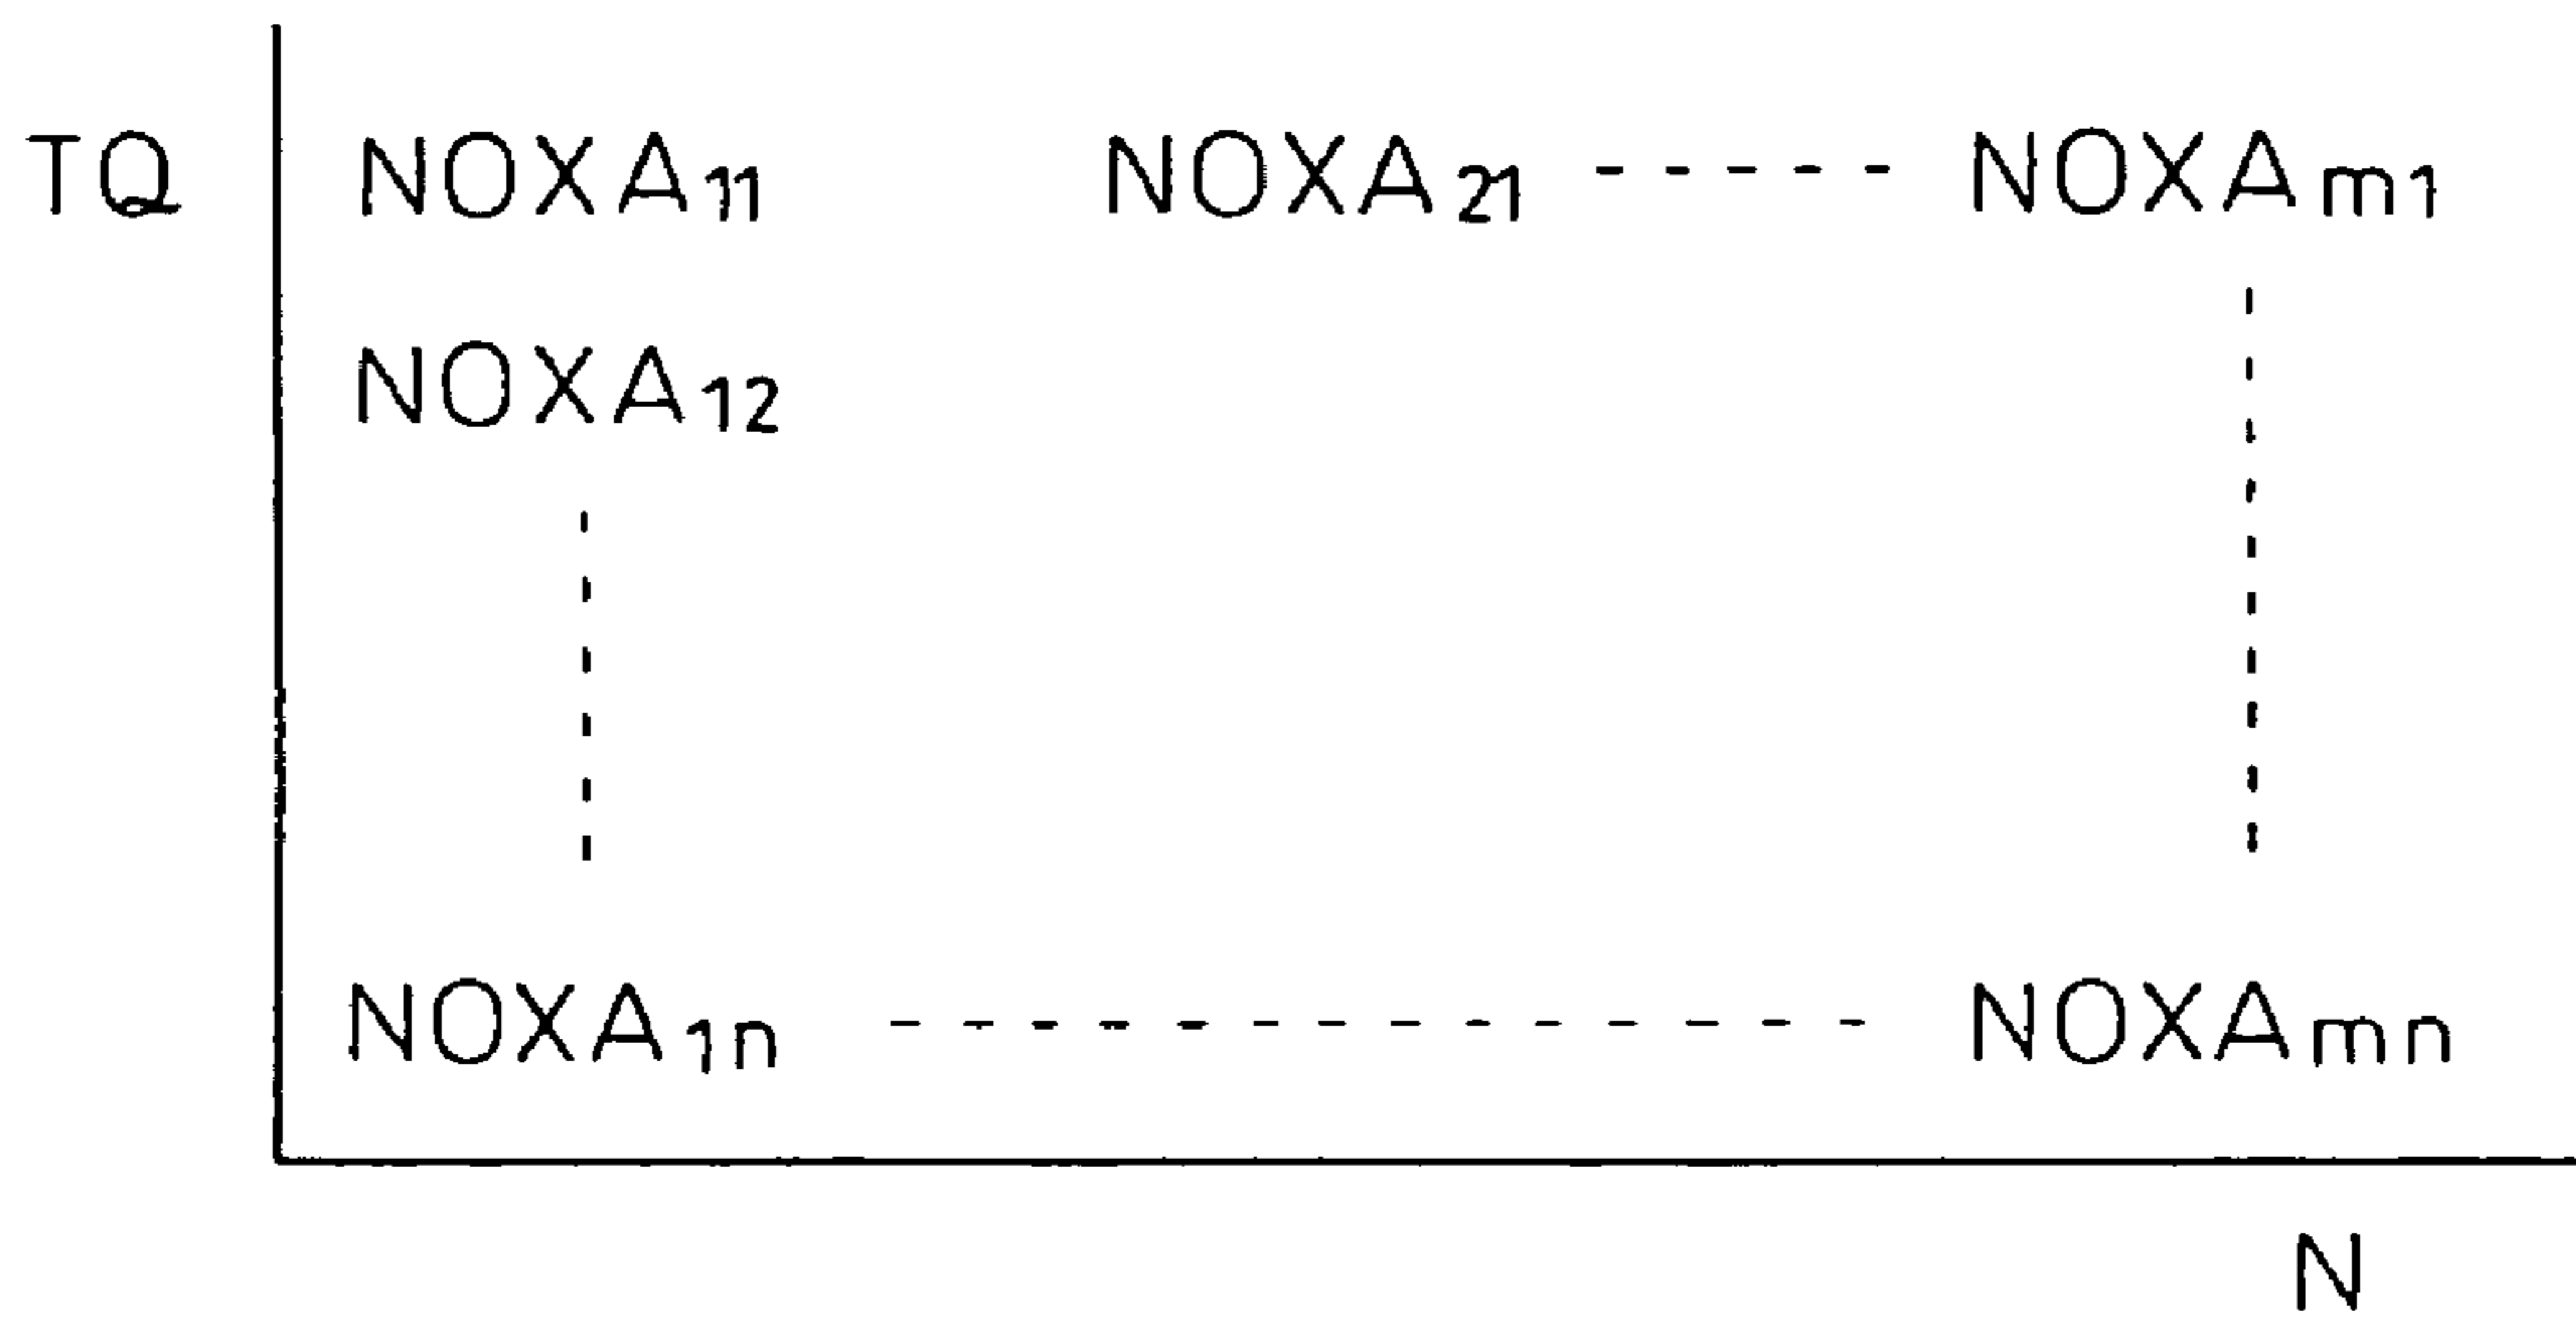 TQ NOXA₁₁ NOXA₂₁ ----- NOXAₘ₁
NOXA₁₂
NOXA₁ₙ -------------- NOXAₘₙ
N